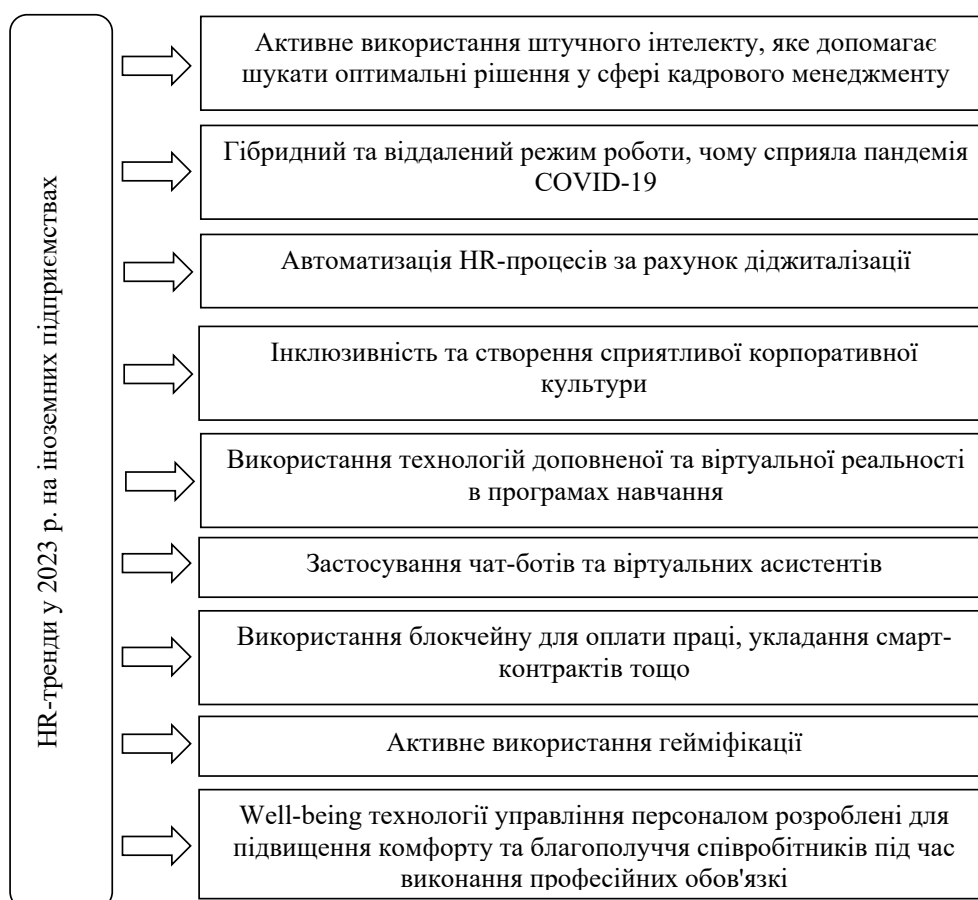 HR-тренди у 2023 р. на іноземних підприємствах
Активне використання штучного інтелекту, яке допомагає
шукати оптимальні рішення у сфері кадрового менеджменту
Гібридний та віддалений режим роботи, чому сприяла пандемія
COVID-19
Автоматизація HR-процесів за рахунок діджиталізації
Інклюзивність та створення сприятливої корпоративної
культури
Використання технологій доповненої та віртуальної реальності
в програмах навчання
Застосування чат-ботів та віртуальних асистентів
Використання блокчейну для оплати праці, укладання смарт-
контрактів тощо
Активне використання гейміфікації
Well-being технології управління персоналом розроблені для
підвищення комфорту та благополуччя співробітників під час
виконання професійних обов'язкі